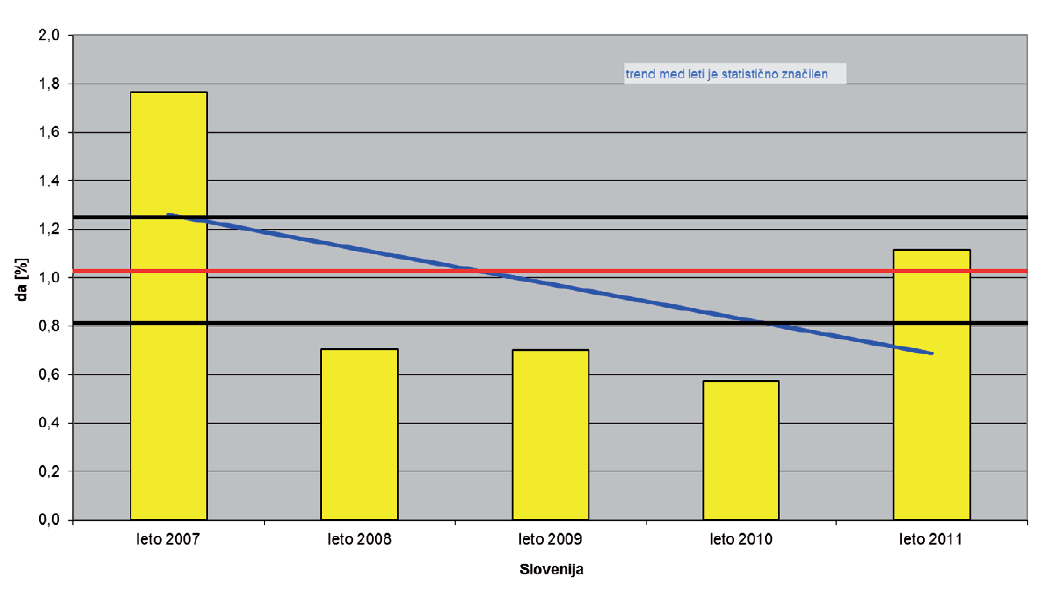 2,0
1,8
1,6
1,4
1,2
1,0
0,8
0,6
0,4
0,2
0,0
da [%]
trend med leti je statistično značilen
leto 2007
leto 2008
leto 2009
leto 2010
leto 2011
Slovenija